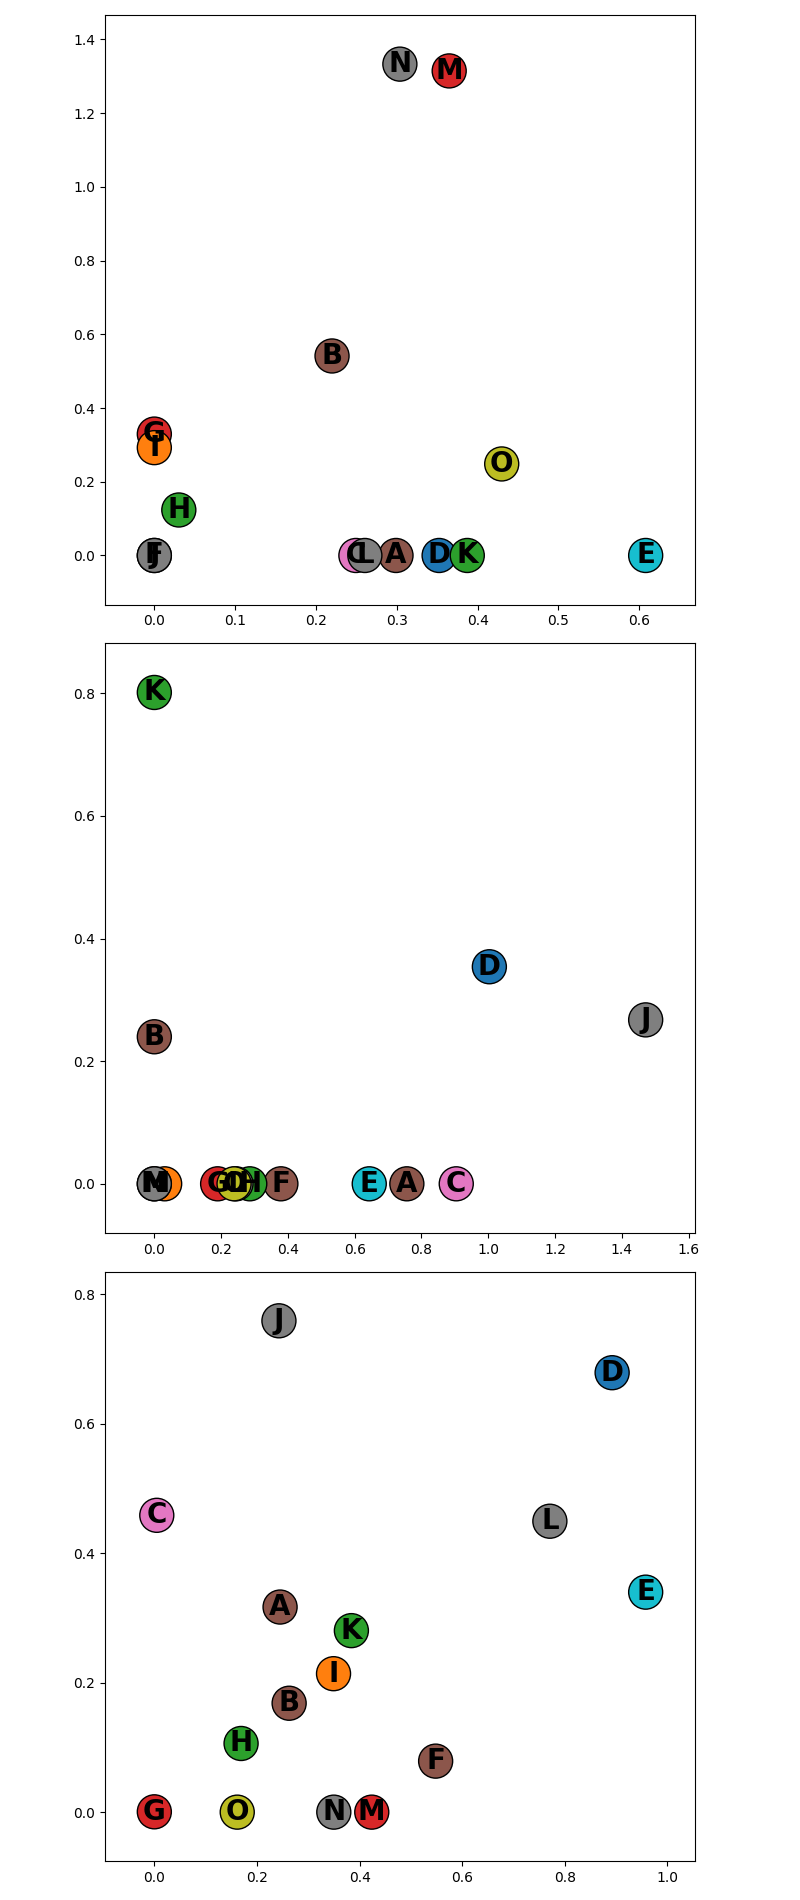 1.4
N M
1.2
1.0
0.8
0.6
B
0.4
G
I
O
0.2
H
0.0 F J C L A D K E
0.0 0.1 0.2 0.3 0.4 0.5 0.6
0.8 K
0.6
0.4
D
J
0.2 B
0.0 M G O H F E A C
0.0 0.2 0.4 0.6 0.8 1.0 1.2 1.4 1.6
0.8
J
D
0.6
C L
0.4
E
A
K
I
0.2
B
H
F
0.0 G O N M
0.0 0.2 0.4 0.6 0.8 1.0